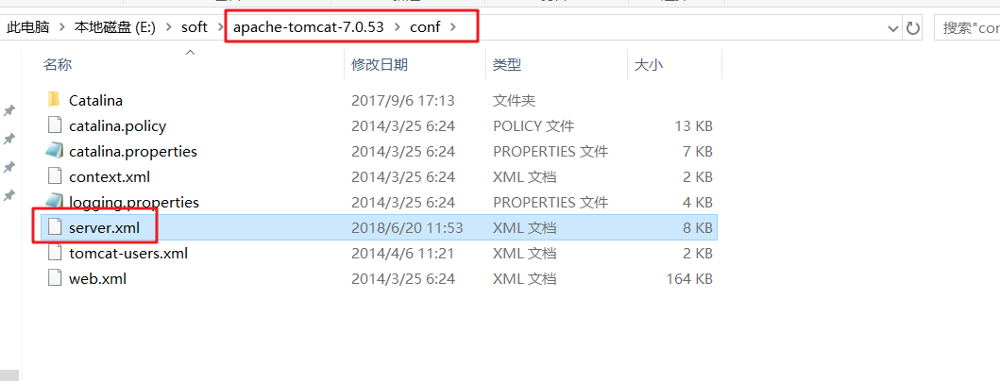 此电脑 > 本地磁盘 (E:) > soft > apache-tomcat-7.0.53 > conf > 搜索"cor
名称 修改日期 类型 大小
Catalina 2017/9/6 17:13 文件夹
catalina.policy 2014/3/25 6:24 POLICY 文件 13 KB
catalina.properties 2014/3/25 6:24 PROPERTIES 文件 7 KB
context.xml 2014/3/25 6:24 XML 文档 2 KB
logging.properties 2014/3/25 6:24 PROPERTIES 文件 4 KB
server.xml 2018/6/20 11:53 XML 文档 8 KB
tomcat-users.xml 2014/4/6 11:21 XML 文档 2 KB
web.xml 2014/3/25 6:24 XML 文档 164 KB